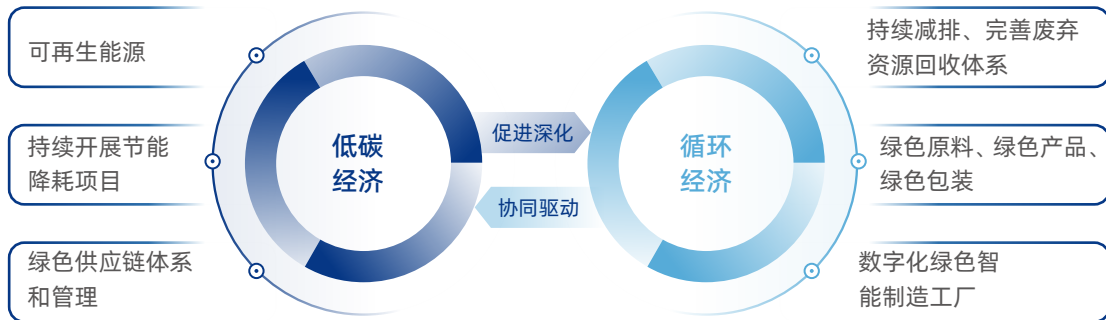 可再生能源
持续开展节能
降耗项目
绿色供应链体系
和管理
低碳
经济
促进深化
协同驱动
循环
经济
持续减排、完善废弃
资源回收体系
绿色原料、绿色产品、
绿色包装
数字化绿色智
能制造工厂